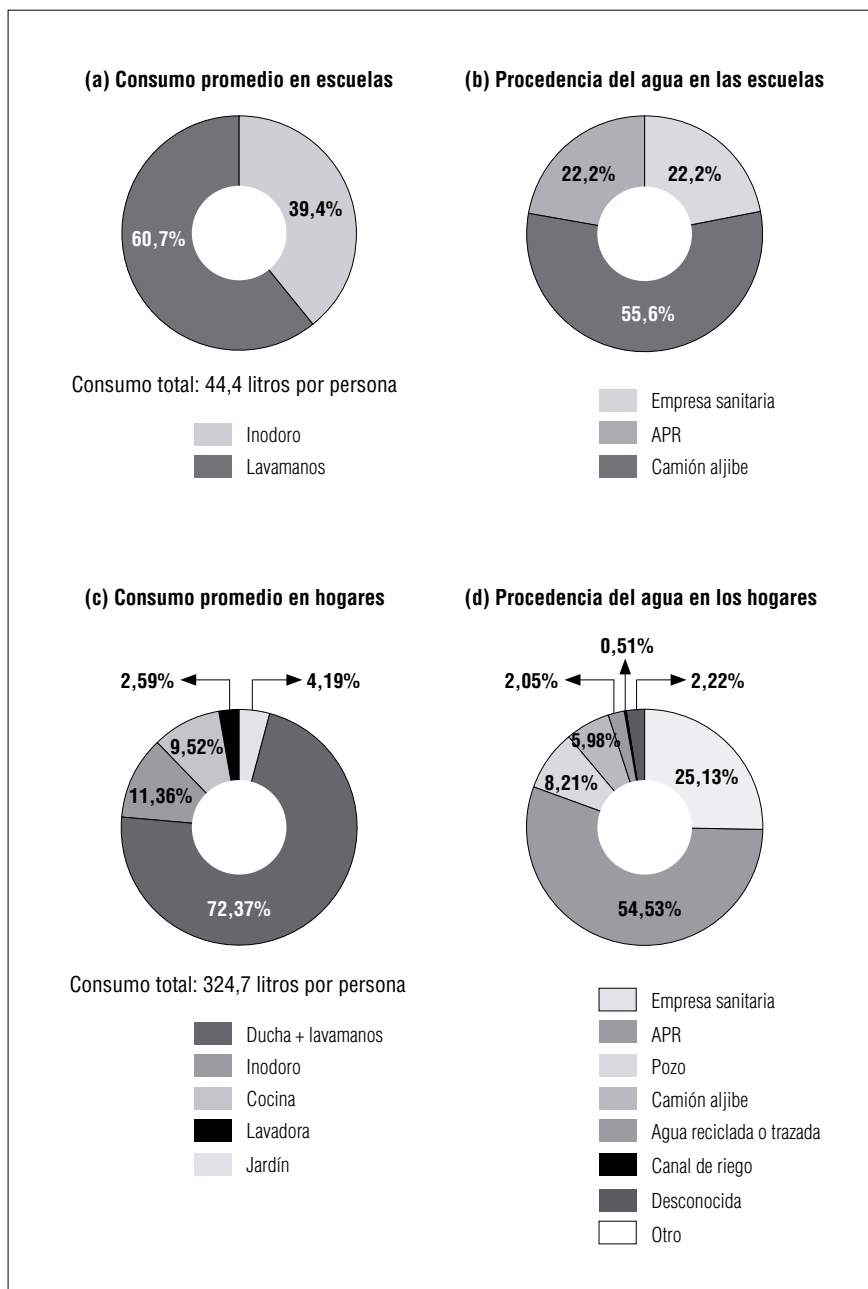 (a) Consumo promedio en escuelas
39,4%
60,7%
Consumo total: 44,4 litros por persona
Inodoro
Lavamanos
(b) Procedencia del agua en las escuelas
22,2%
22,2%
55,6%
Empresa sanitaria
APR
Camión aljibe
(c) Consumo promedio en hogares
2,59%
4,19%
9,52%
11,36%
72,37%
Consumo total: 324,7 litros por persona
Ducha + lavamanos
Inodoro
Cocina
Lavadora
Jardín
(d) Procedencia del agua en los hogares
0,51%
2,05%
2,22%
5,98%
8,21%
25,13%
54,53%
Empresa sanitaria
APR
Pozo
Camión aljibe
Agua reciclada o trazada
Canal de riego
Desconocida
Otro